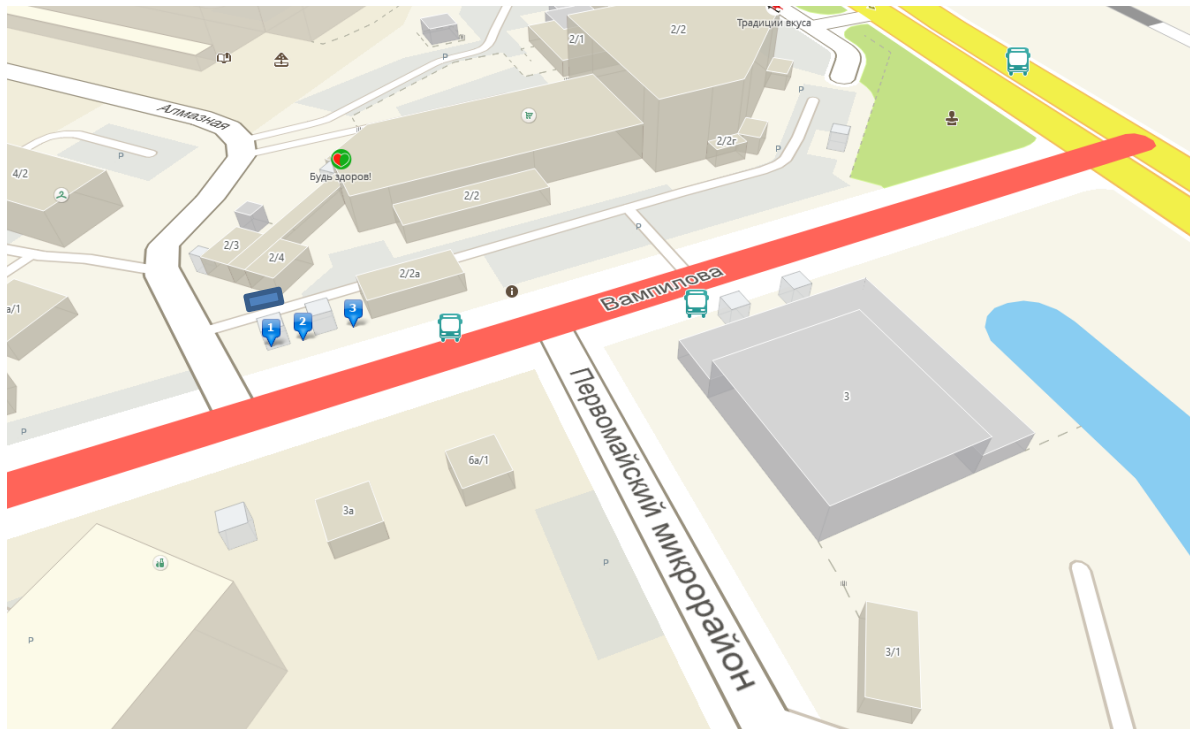 Традиции вкуса
2/2
2/1
P
Алмазная
P
2/2г
P
P
4/2
Будь здоров!
2/2
P
2/3
2/4
2/2а
Вампилова
а/1
1
2
3
P
3
Первомайский микрорайон
6а/1
3а
P
P
3/1